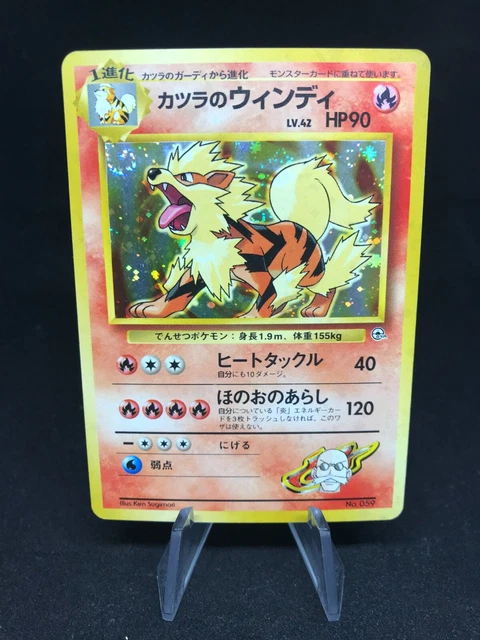 1進化 カツラのガーディから進化 モンスターカードに重ねて使います。
カツラのウィンディ
LV.42 HP90
でんせつポケモン：身長1.9m、体重155kg
ヒートタックル 40
自分にも10ダメージ。
ほのおのあらし 120
自分についている「炎」エネルギーカー
ドを3枚トラッシュしなければ、このワ
ザは使えない。
ー にげる
弱点
Illus. Ken Sugimori No.059